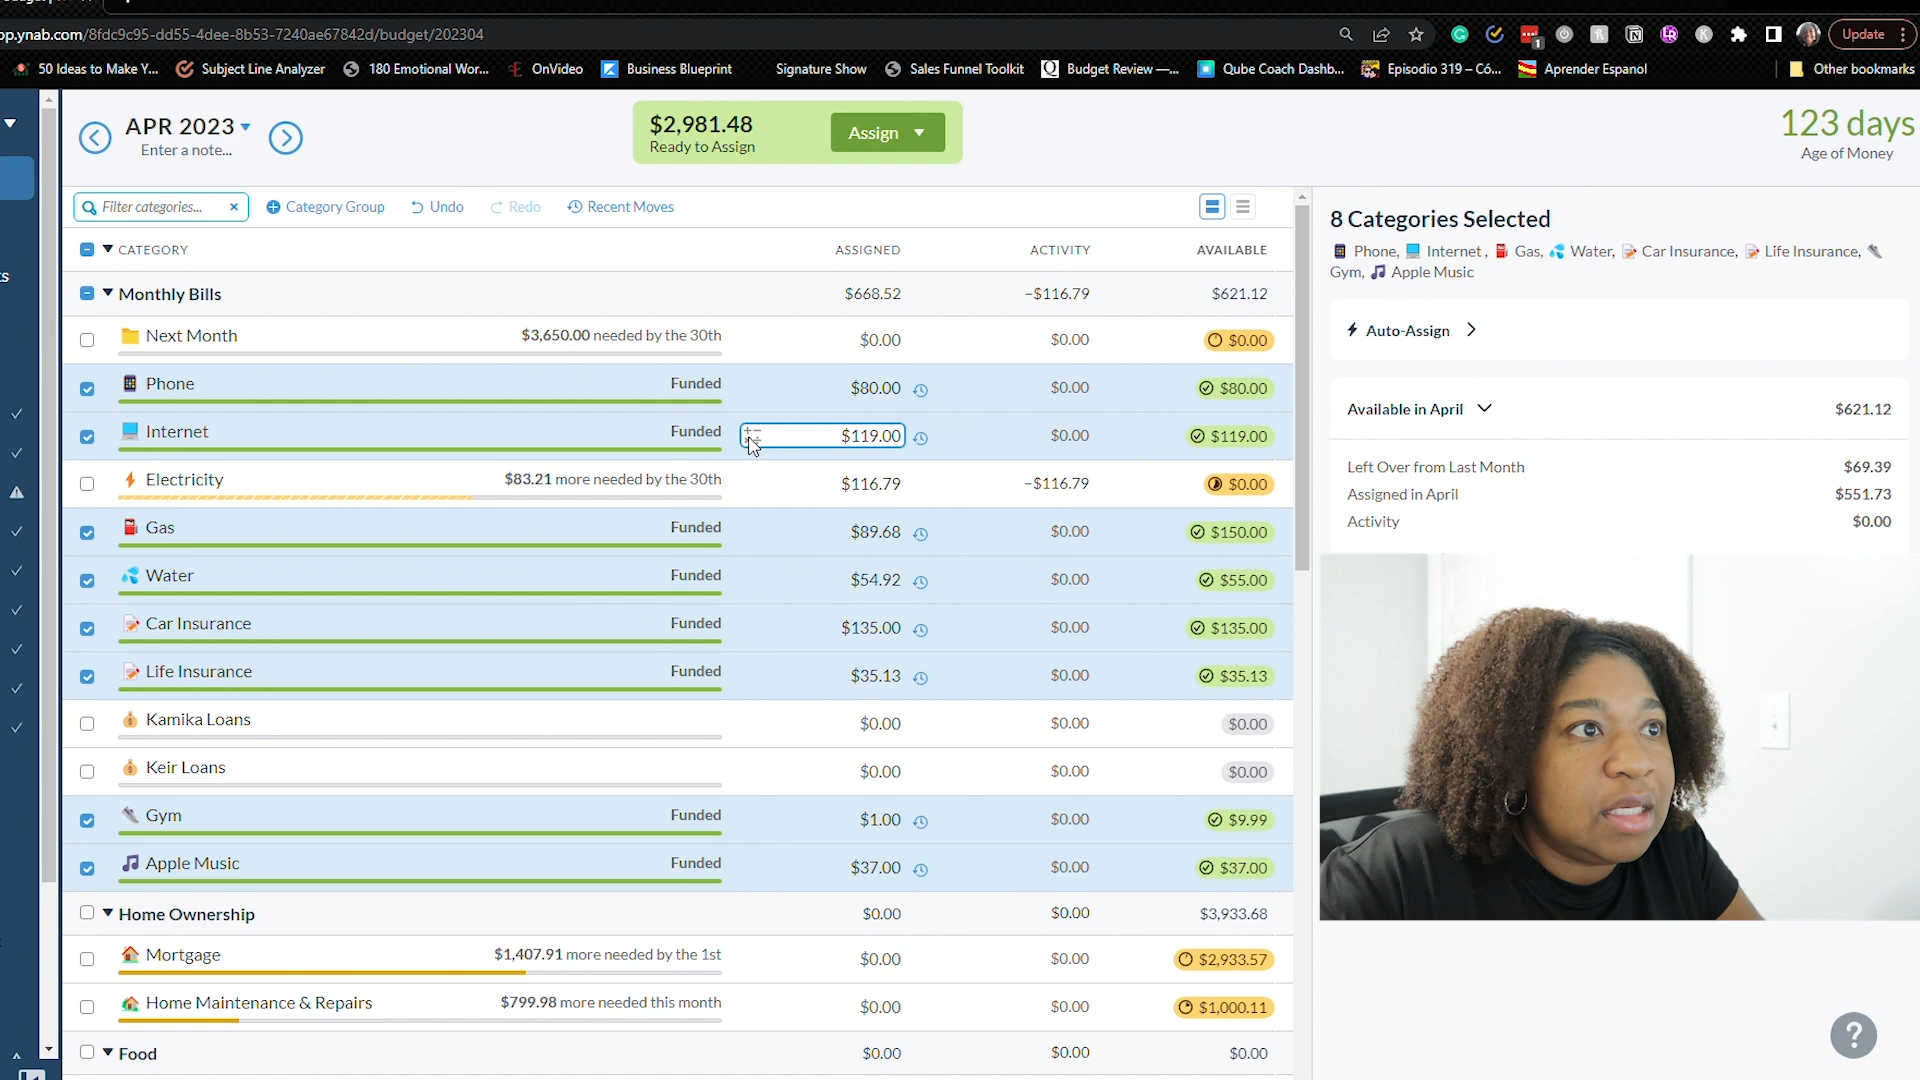 pp.ynab.com/8fdc9c95-dd55-4dee-8b53-7240ae67842d/budget/202304
1
Update
50 Ideas to Make Y...
Subject Line Analyzer
180 Emotional Wor...
OnVideo
Business Blueprint
Signature Show
Sales Funnel Toolkit
Budget Review —...
Qube Coach Dashb...
Episodio 319 – Có...
Aprender Espanol
Other bookmarks
APR 2023
Enter a note...
$2,981.48
Ready to Assign
Assign
123 days
Age of Money
Filter categories...
Category Group
Undo
Redo
Recent Moves
CATEGORY ASSIGNED ACTIVITY AVAILABLE
Monthly Bills $668.52 −$116.79 $621.12
Next Month $3,650.00 needed by the 30th $0.00 $0.00 $0.00
Phone Funded $80.00 $0.00 $80.00
Internet Funded $119.00 $0.00 $119.00
Electricity $83.21 more needed by the 30th $116.79 −$116.79 $0.00
Gas Funded $89.68 $0.00 $150.00
Water Funded $54.92 $0.00 $55.00
Car Insurance Funded $135.00 $0.00 $135.00
Life Insurance Funded $35.13 $0.00 $35.13
Kamika Loans $0.00 $0.00 $0.00
Keir Loans $0.00 $0.00 $0.00
Gym Funded $1.00 $0.00 $9.99
Apple Music Funded $37.00 $0.00 $37.00
Home Ownership $0.00 $0.00 $3,933.68
Mortgage $1,407.91 more needed by the 1st $0.00 $0.00 $2,933.57
Home Maintenance & Repairs $799.98 more needed this month $0.00 $0.00 $1,000.11
Food $0.00 $0.00 $0.00
8 Categories Selected
Phone, Internet, Gas, Water, Car Insurance, Life Insurance,
Gym, Apple Music
Auto-Assign
Available in April $621.12
Left Over from Last Month $69.39
Assigned in April $551.73
Activity $0.00
?